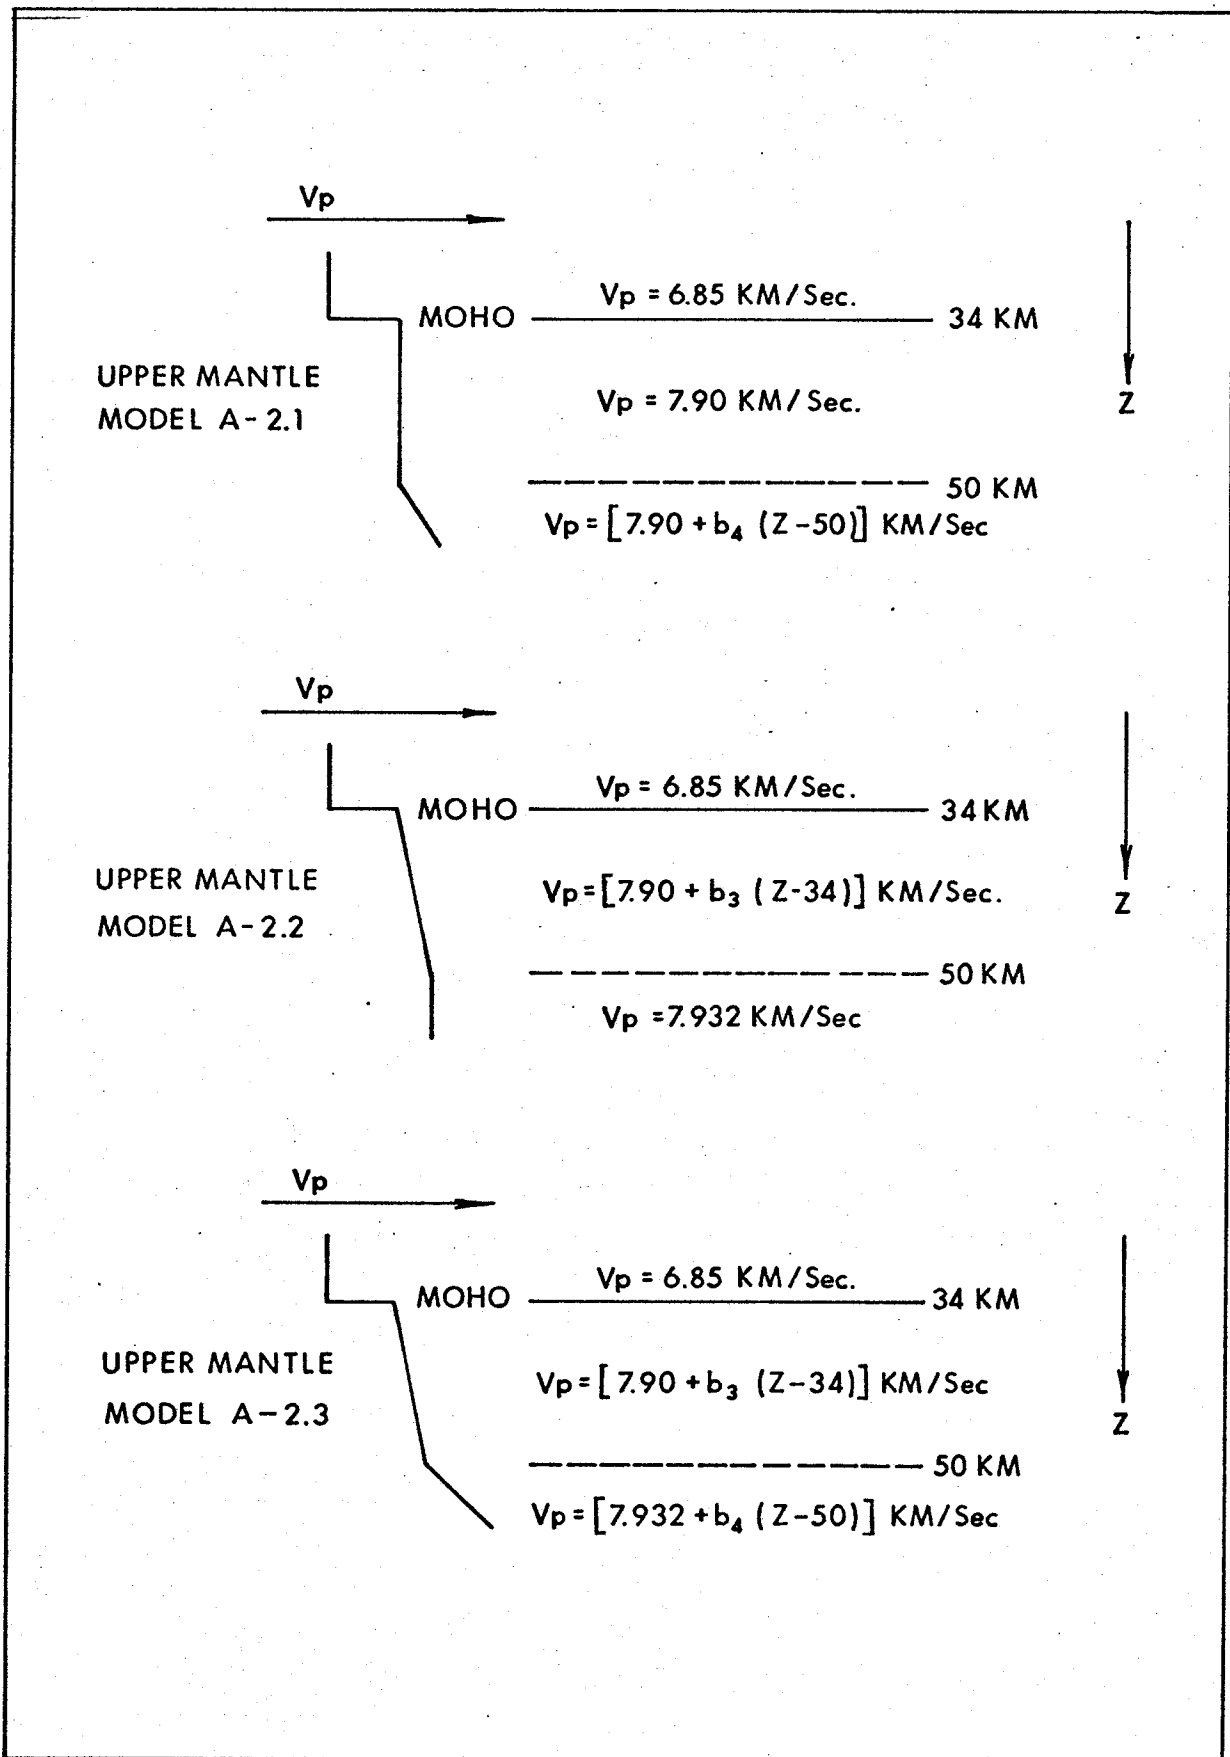 Vp
Vp = 6.85 KM/Sec.
MOHO 34 KM
UPPER MANTLE
MODEL A-2.1
Vp = 7.90 KM/Sec.
Z
50 KM
Vp = [7.90 + b₄ (Z-50)] KM/Sec
Vp
Vp = 6.85 KM/Sec.
MOHO 34 KM
UPPER MANTLE
MODEL A-2.2
Vp = [7.90 + b₃ (Z-34)] KM/Sec.
Z
50 KM
Vp = 7.932 KM/Sec
Vp
Vp = 6.85 KM/Sec.
MOHO 34 KM
UPPER MANTLE
MODEL A-2.3
Vp = [7.90 + b₃ (Z-34)] KM/Sec
Z
50 KM
Vp = [7.932 + b₄ (Z-50)] KM/Sec